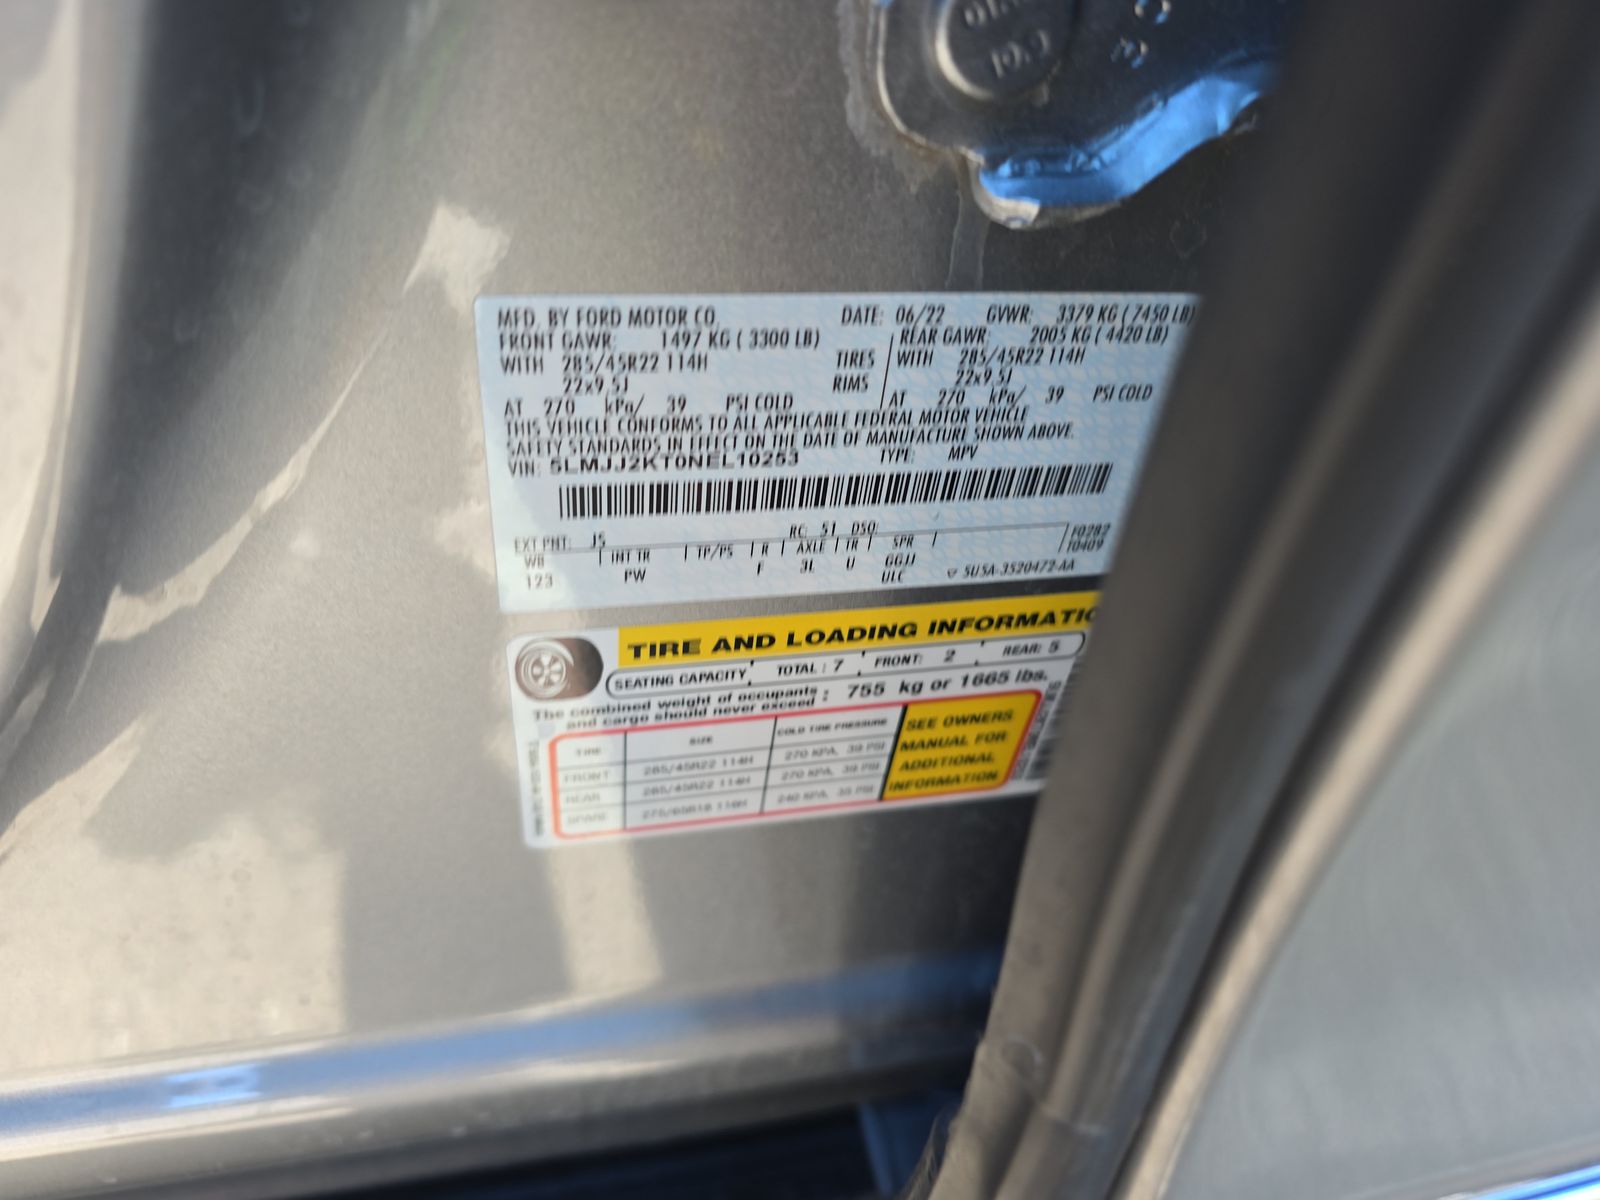 MFD. BY FORD MOTOR CO. DATE: 06/22 GVWR: 3379 KG ( 7450 LB)
FRONT GAWR: 1497 KG ( 3300 LB) REAR GAWR: 2005 KG ( 4420 LB)
WITH 285/45R22 114H TIRES WITH 285/45R22 114H
22x9.5J RIMS 22x9.5J
AT 270 kPa/ 39 PSI COLD AT 270 kPa/ 39 PSI COLD
THIS VEHICLE CONFORMS TO ALL APPLICABLE FEDERAL MOTOR VEHICLE
SAFETY STANDARDS IN EFFECT ON THE DATE OF MANUFACTURE SHOWN ABOVE.
VIN: 5LMJJ2KT0NEL10253 TYPE: MPV
EXT PNT: JS RC: 51 DSO: F0282
WB INT TR TP/PS R AXLE TR SPR T0409
123 PW F 3L U GGJJ
ULC 5U5A-3520472-AA
TIRE AND LOADING INFORMATIO
SEATING CAPACITY TOTAL : 7 FRONT: 2 REAR: 5
The combined weight of occupants : 755 kg or 1665 lbs.
and cargo should never exceed
TIRE SIZE COLD TIRE PRESSURE
FRONT 285/45R22 114H 270 KPA, 39 PSI
REAR 285/45R22 114H 270 KPA, 39 PSI
SPARE 240 KPA, 35 PSI
SEE OWNERS
MANUAL FOR
ADDITIONAL
INFORMATION